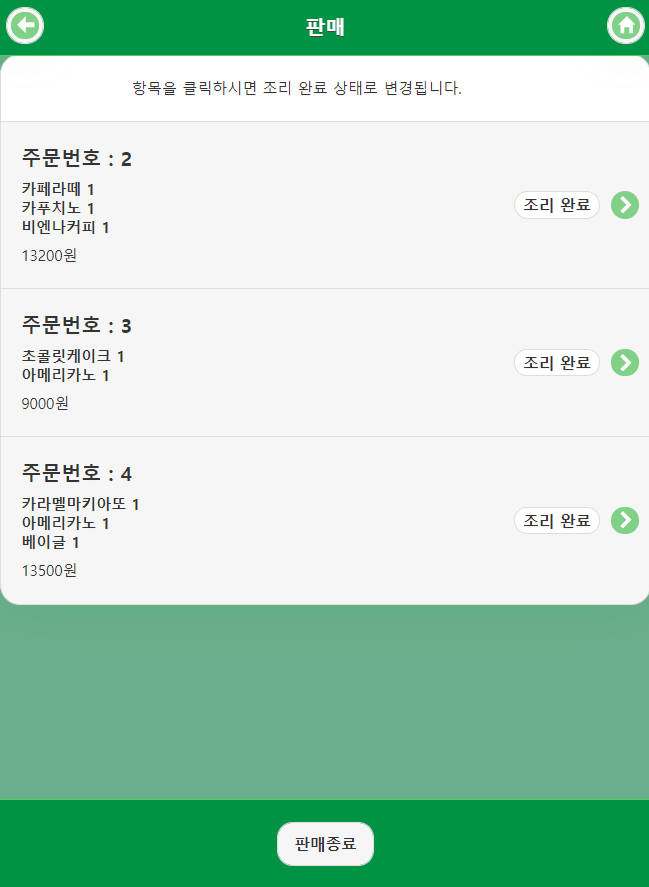 판매
항목을 클릭하시면 조리 완료 상태로 변경됩니다.
주문번호 : 2
카페라떼 1
카푸치노 1
비엔나커피 1
13200원
조리 완료
주문번호 : 3
초콜릿케이크 1
아메리카노 1
9000원
조리 완료
주문번호 : 4
카라멜마키아또 1
아메리카노 1
베이글 1
13500원
조리 완료
판매종료